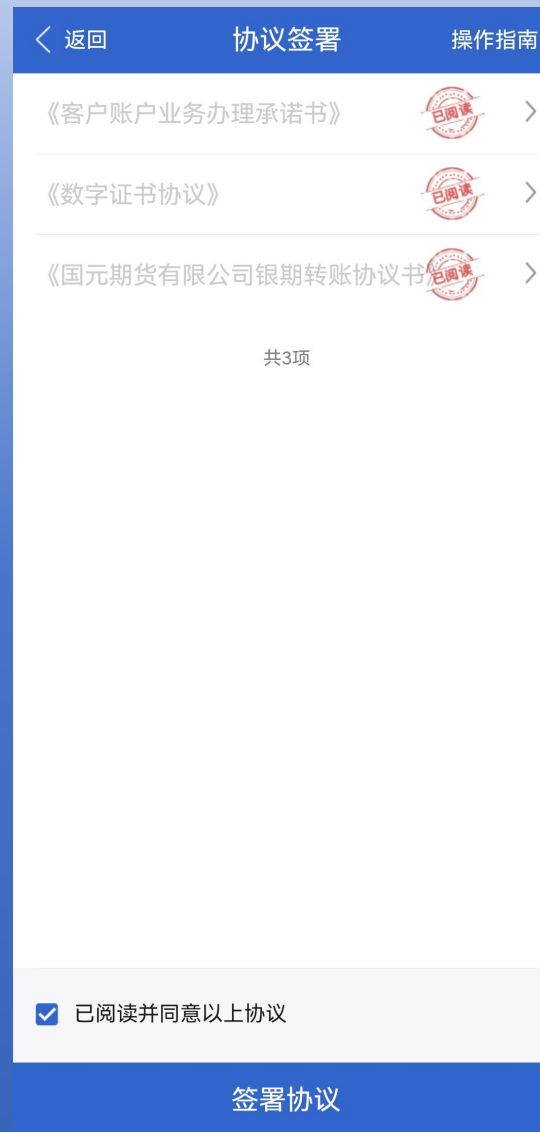 返回
协议签署
操作指南
《客户账户业务办理承诺书》
已阅读
《数字证书协议》
已阅读
《国元期货有限公司银期转账协议书》
已阅读
共3项
已阅读并同意以上协议
签署协议